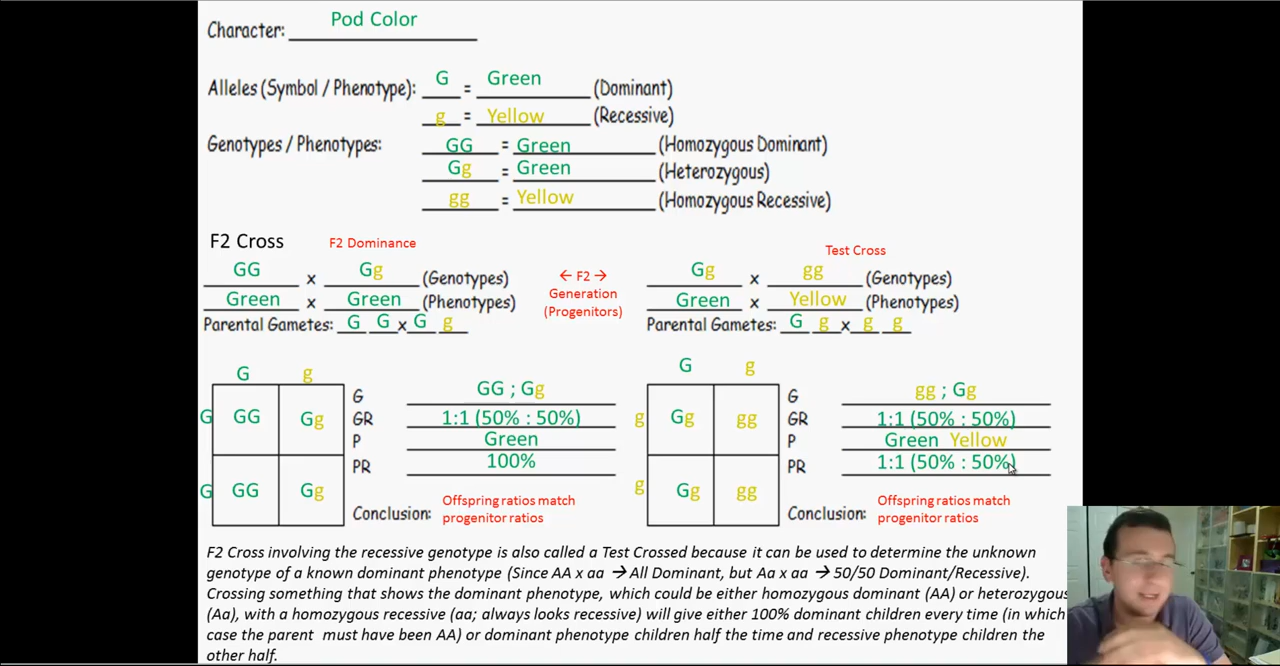 Character: Pod Color
Alleles (Symbol / Phenotype): G = Green (Dominant)
g = Yellow (Recessive)
Genotypes / Phenotypes: GG = Green (Homozygous Dominant)
Gg = Green (Heterozygous)
gg = Yellow (Homozygous Recessive)
F2 Cross F2 Dominance
GG x Gg (Genotypes)
Green x Green (Phenotypes)
Parental Gametes: G G x G g
← F2 →
Generation
(Progenitors)
Test Cross
Gg x gg (Genotypes)
Green x Yellow (Phenotypes)
Parental Gametes: G g x g g
G g
G GG Gg
G GG Gg
G GG ; Gg
GR 1:1 (50% : 50%)
P Green
PR 100%
Conclusion: Offspring ratios match
progenitor ratios
G g
g Gg gg
g Gg gg
G gg ; Gg
GR 1:1 (50% : 50%)
P Green Yellow
PR 1:1 (50% : 50%)
Conclusion: Offspring ratios match
progenitor ratios
F2 Cross involving the recessive genotype is also called a Test Crossed because it can be used to determine the unknown
genotype of a known dominant phenotype (Since AA x aa → All Dominant, but Aa x aa → 50/50 Dominant/Recessive).
Crossing something that shows the dominant phenotype, which could be either homozygous dominant (AA) or heterozygous
(Aa), with a homozygous recessive (aa; always looks recessive) will give either 100% dominant children every time (in which
case the parent must have been AA) or dominant phenotype children half the time and recessive phenotype children the
other half.